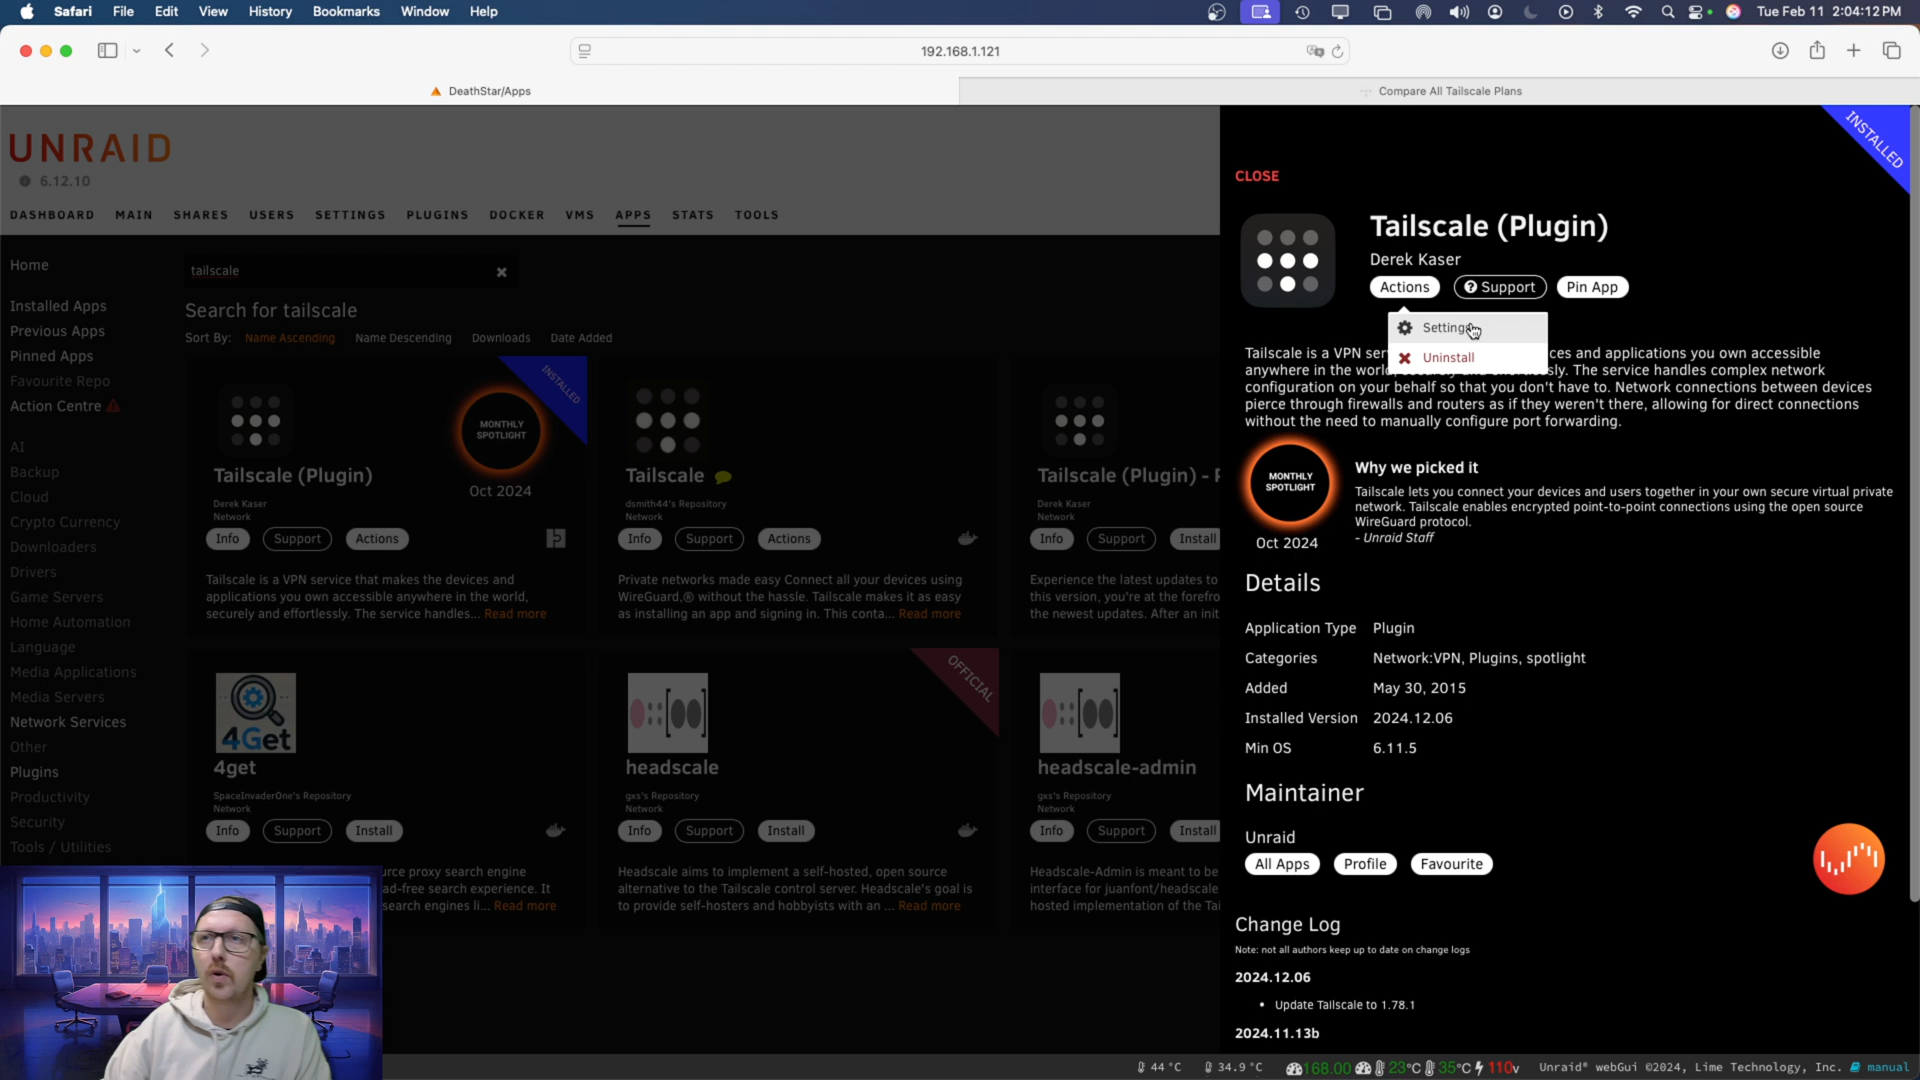 Safari File Edit View History Bookmarks Window Help
Tue Feb 11 2:04:12 PM
192.168.1.121
DeathStar/Apps
Compare All Tailscale Plans
UNRAID
6.12.10
DASHBOARD MAIN SHARES USERS SETTINGS PLUGINS DOCKER VMS APPS STATS TOOLS
Home
Installed Apps
Previous Apps
Pinned Apps
Favourite Repo
Action Centre
AI
Backup
Cloud
Crypto Currency
Downloaders
Drivers
Game Servers
Home Automation
Language
Media Applications
Media Servers
Network Services
Other
Plugins
Productivity
Security
Tools / Utilities
tailscale
Search for tailscale
Sort By: Name Ascending Name Descending Downloads Date Added
INSTALLED
MONTHLY
SPOTLIGHT
Oct 2024
Tailscale (Plugin)
Derek Kaser
Network
Info Support Actions
Tailscale is a VPN service that makes the devices and
applications you own accessible anywhere in the world,
securely and effortlessly. The service handles... Read more
Tailscale
dsmith44's Repository
Network
Info Support Actions
Private networks made easy Connect all your devices using
WireGuard,® without the hassle. Tailscale makes it as easy
as installing an app and signing in. This conta... Read more
Tailscale (Plugin) -
Derek Kaser
Network
Info Support Install
Experience the latest updates to
this version, you're at the forefro
the newest updates. After an init
4Get
4get
SpaceInvaderOne's Repository
Network
Info Support Install
urce proxy search engine
ad-free search experience. It
search engines li... Read more
OFFICIAL
headscale
gxs's Repository
Network
Info Support Install
Headscale aims to implement a self-hosted, open source
alternative to the Tailscale control server. Headscale's goal is
to provide self-hosters and hobbyists with an ... Read more
headscale-admin
gxs's Repository
Network
Info Support Install
Headscale-Admin is meant to be
interface for juanfont/headscale
hosted implementation of the Tai
INSTALLED
CLOSE
Tailscale (Plugin)
Derek Kaser
Actions Support Pin App
Settings
Uninstall
Tailscale is a VPN ser ces and applications you own accessible
anywhere in the world, securely and effortlessly. The service handles complex network
configuration on your behalf so that you don't have to. Network connections between devices
pierce through firewalls and routers as if they weren't there, allowing for direct connections
without the need to manually configure port forwarding.
MONTHLY
SPOTLIGHT
Oct 2024
Why we picked it
Tailscale lets you connect your devices and users together in your own secure virtual private
network. Tailscale enables encrypted point-to-point connections using the open source
WireGuard protocol.
- Unraid Staff
Details
Application Type Plugin
Categories Network:VPN, Plugins, spotlight
Added May 30, 2015
Installed Version 2024.12.06
Min OS 6.11.5
Maintainer
Unraid
All Apps Profile Favourite
Change Log
Note: not all authors keep up to date on change logs
2024.12.06
• Update Tailscale to 1.78.1
2024.11.13b
44 °C 34.9 °C 168.00 23°C 35°C 110v Unraid® webGui ©2024, Lime Technology, Inc. manual